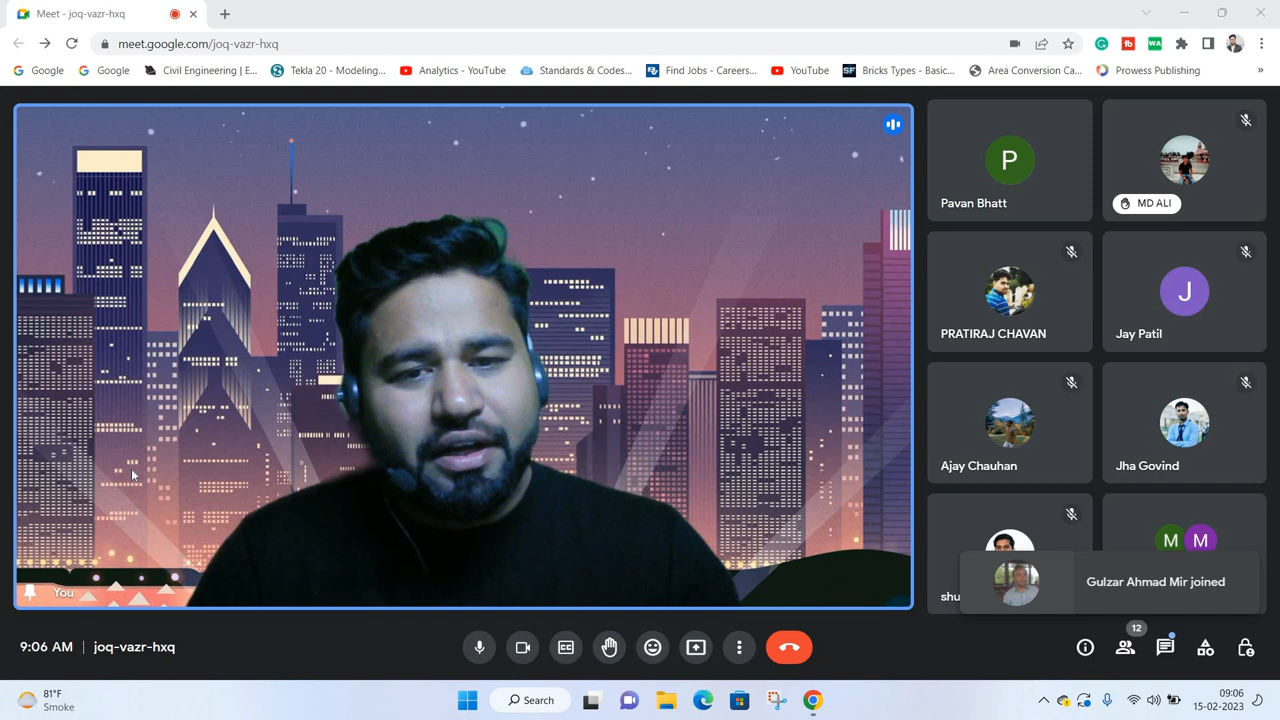 Meet - joq-vazr-hxq
meet.google.com/joq-vazr-hxq
Google
Google
Civil Engineering | E...
Tekla 20 - Modeling...
Analytics - YouTube
Standards & Codes...
Find Jobs - Careers...
YouTube
SF
Bricks Types - Basic...
Area Conversion Ca...
Prowess Publishing
»
P
Pavan Bhatt
MD ALI
PRATIRAJ CHAVAN
J
Jay Patil
Ajay Chauhan
Jha Govind
shu
M M
Gulzar Ahmad Mir joined
You
9:06 AM | joq-vazr-hxq
CC
12
81°F
Smoke
Search
09:06
15-02-2023